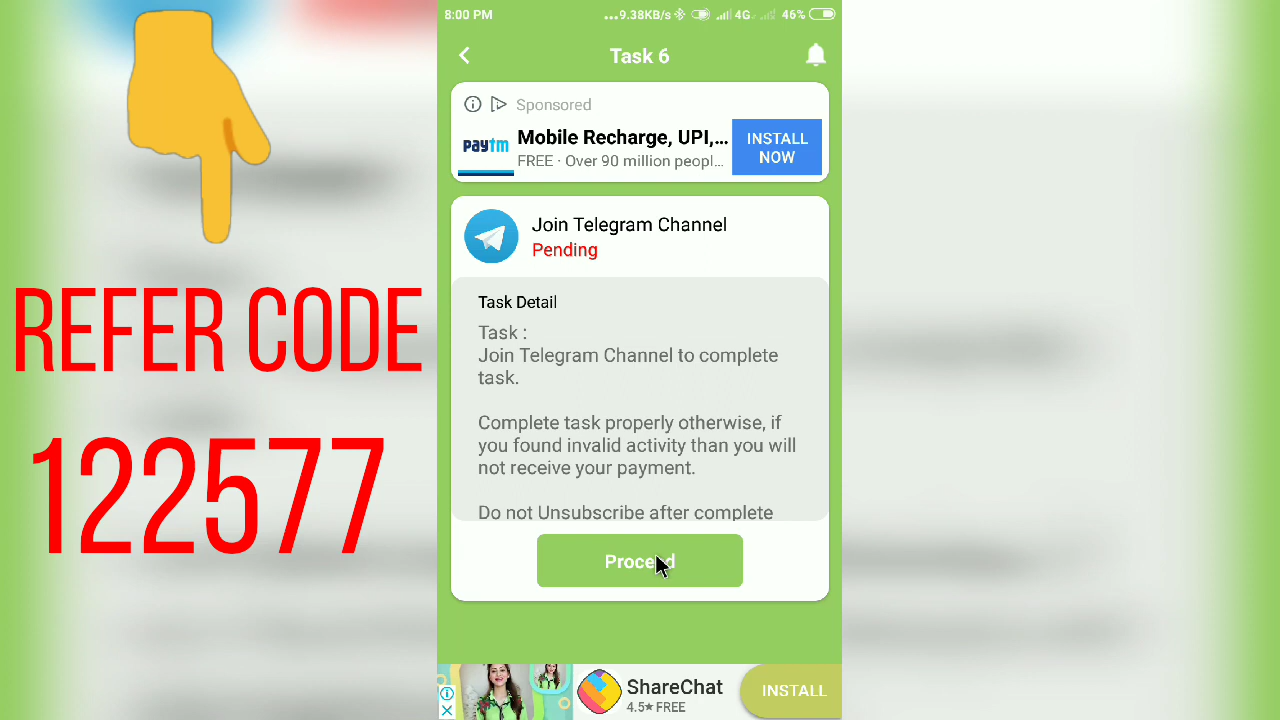 REFER CODE
122577
8:00 PM
...9.38KB/s 4G 46%
Task 6
Sponsored
paytm
Mobile Recharge, UPI,...
FREE · Over 90 million peopl...
INSTALL
NOW
Join Telegram Channel
Pending
Task Detail
Task :
Join Telegram Channel to complete
task.
Complete task properly otherwise, if
you found invalid activity than you will
not receive your payment.
Do not Unsubscribe after complete
Proceed
ShareChat
4.5★ FREE
INSTALL